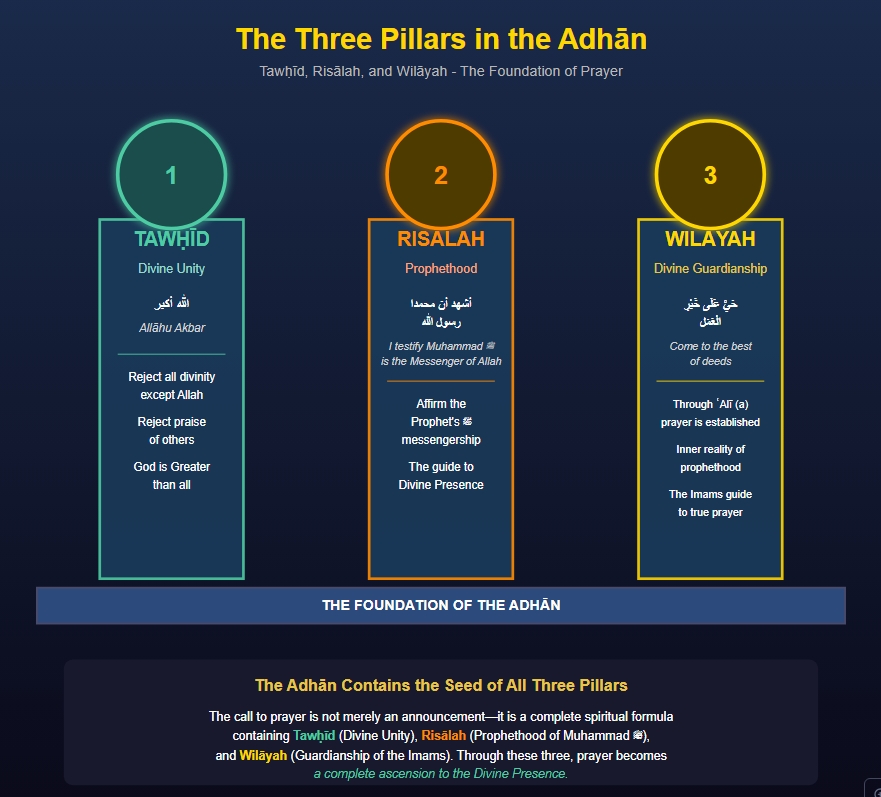 The Three Pillars in the Adhān
Tawḥīd, Risālah, and Wilāyah - The Foundation of Prayer
1
TAWḤĪD
Divine Unity
الله أكبر
Allāhu Akbar
Reject all divinity
except Allah
Reject praise
of others
God is Greater
than all
2
RISĀLAH
Prophethood
أشهد أن محمدا
رسول الله
I testify Muhammad ﷺ
is the Messenger of Allah
Affirm the
Prophet's ﷺ
messengership
The guide to
Divine Presence
3
WILĀYAH
Divine Guardianship
حَيَّ عَلَى خَيْرِ
الْعَمَل
Come to the best
of deeds
Through ʿAlī (a)
prayer is established
Inner reality of
prophethood
The Imams guide
to true prayer
THE FOUNDATION OF THE ADHĀN
The Adhān Contains the Seed of All Three Pillars
The call to prayer is not merely an announcement—it is a complete spiritual formula
containing Tawḥīd (Divine Unity), Risālah (Prophethood of Muhammad ﷺ),
and Wilāyah (Guardianship of the Imams). Through these three, prayer becomes
a complete ascension to the Divine Presence.